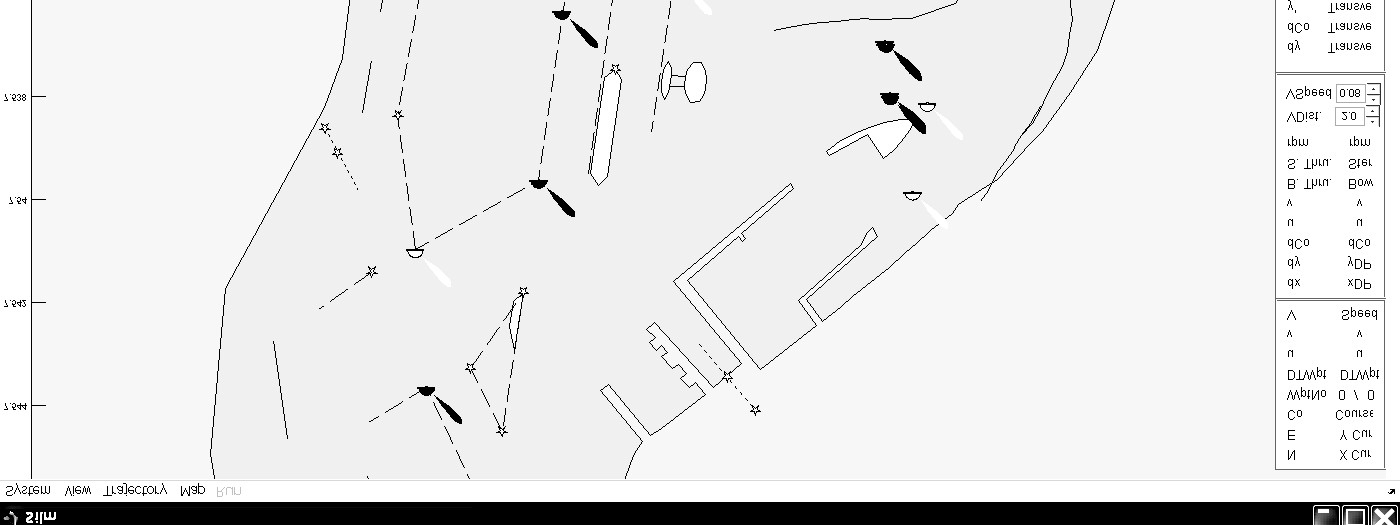 Silm
System View Trajectory Map Run
7.544
7.542
7.54
7.538
N X Cur
E Y Cur
Co Course
WptNo 0 / 0
DTWpt DTWpt
u u
v v
V Speed
dx xDP
dy yDP
dCo dCo
u u
v v
B. Thru. Bow
S. Thru. Ster
rpm rpm
VDist. 2.0
VSpeed 0.08
dy Transve
dCo Transve
y' Transve